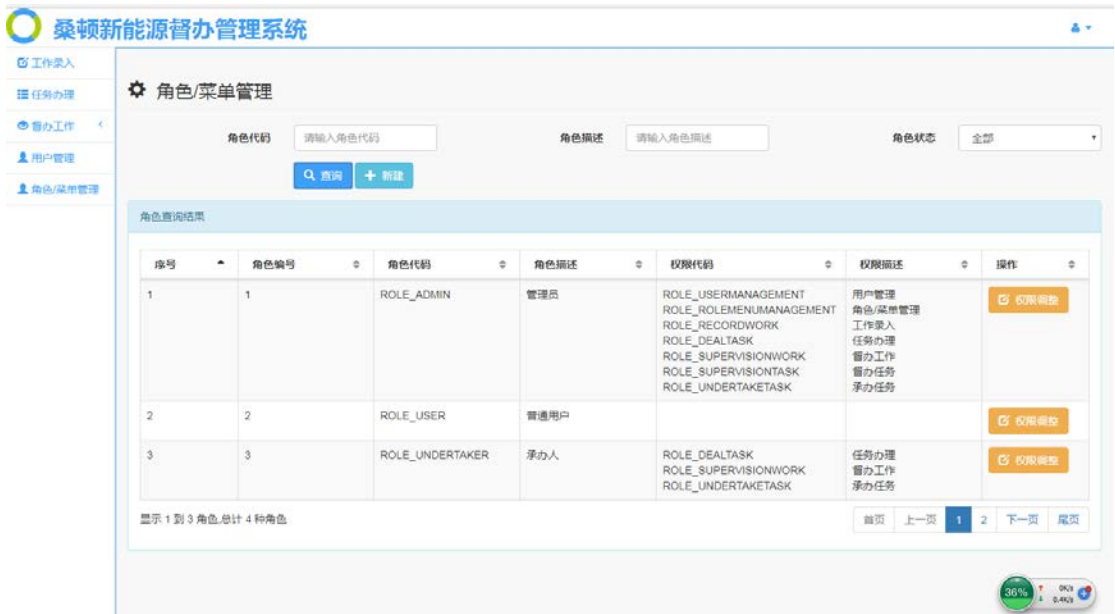 桑顿新能源督办管理系统
工作录入
任务办理
督办工作
用户管理
角色/菜单管理
角色/菜单管理
角色代码 请输入角色代码 角色描述 请输入角色描述 角色状态 全部
查询 新建
角色查询结果
序号 角色编号 角色代码 角色描述 权限代码 权限描述 操作
1 1 ROLE_ADMIN 管理员 ROLE_USERMANAGEMENT 用户管理 权限调整
ROLE_ROLEMENUMANAGEMENT 角色/菜单管理
ROLE_RECORDWORK 工作录入
ROLE_DEALTASK 任务办理
ROLE_SUPERVISIONWORK 督办工作
ROLE_SUPERVISIONTASK 督办任务
ROLE_UNDERTAKETASK 承办任务
2 2 ROLE_USER 普通用户 权限调整
3 3 ROLE_UNDERTAKER 承办人 ROLE_DEALTASK 任务办理 权限调整
ROLE_SUPERVISIONWORK 督办工作
ROLE_UNDERTAKETASK 承办任务
显示 1 到 3 角色,总计 4 种角色 首页 上一页 1 2 下一页 尾页
36% 0K/s
0.4K/s